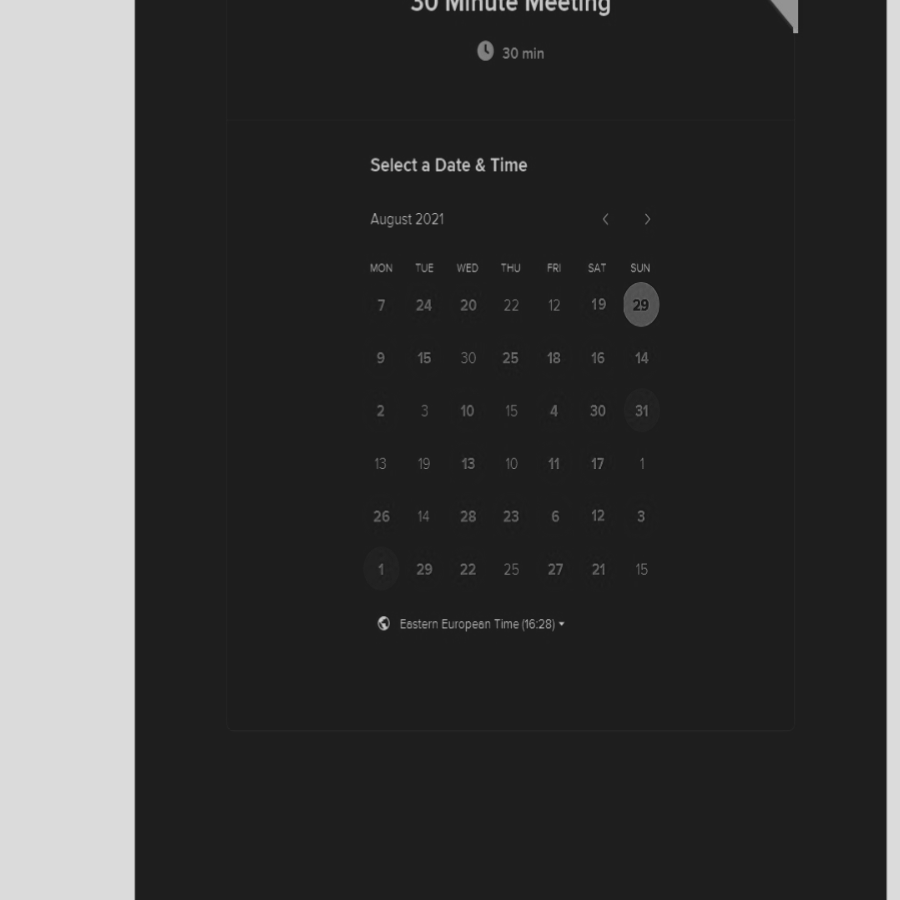 30 Minute Meeting
30 min
Select a Date & Time
August 2021
MON TUE WED THU FRI SAT SUN
7 24 20 22 12 19 29
9 15 30 25 18 16 14
2 3 10 15 4 30 31
13 19 13 10 11 17 1
26 14 28 23 6 12 3
1 29 22 25 27 21 15
Eastern European Time (16:28)